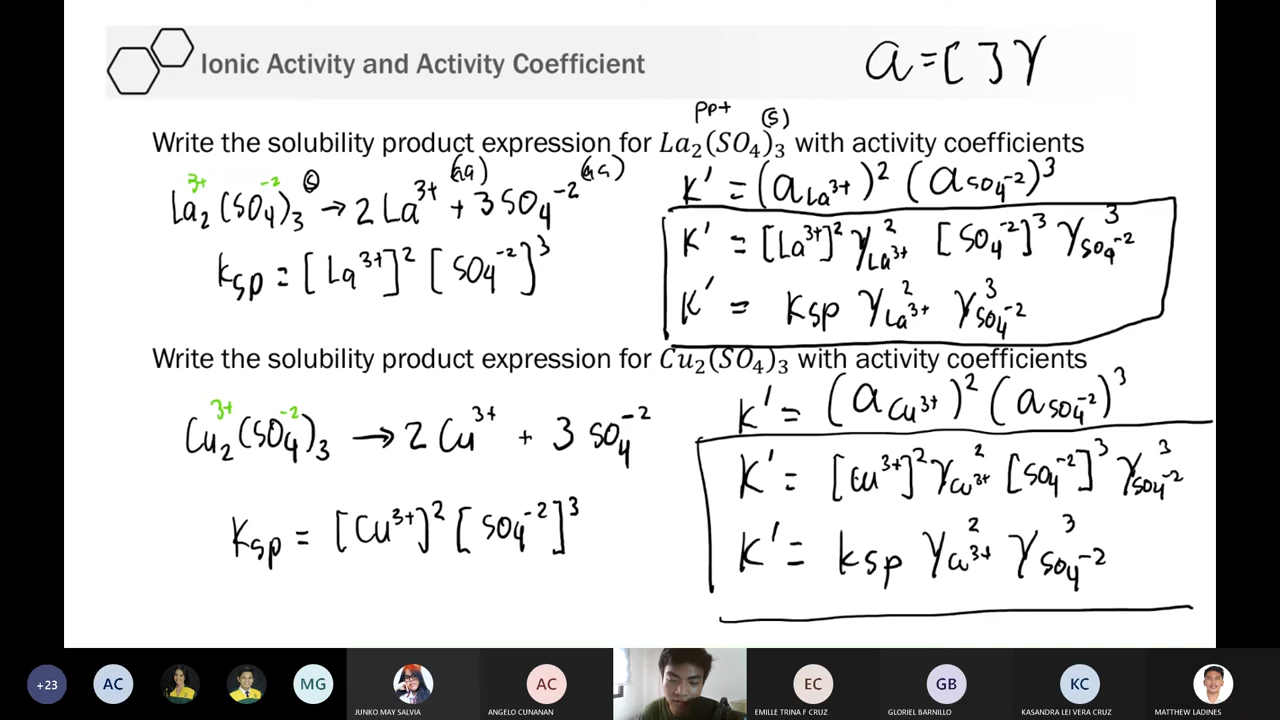 Ionic Activity and Activity Coefficient
a = [ ] γ
ppt (s)
Write the solubility product expression for La₂(SO₄)₃ with activity coefficients
3+ -2
La₂(SO₄)₃ (s) → 2 La³⁺ (aq) + 3 SO₄⁻² (aq)
Ksp = [La³⁺]² [SO₄⁻²]³
K' = (a La³⁺)² (a SO₄⁻²)³
K' = [La³⁺]² γ²La³⁺ [SO₄⁻²]³ γ³SO₄⁻²
K' = Ksp γ²La³⁺ γ³SO₄⁻²
Write the solubility product expression for Cu₂(SO₄)₃ with activity coefficients
3+ -2
Cu₂(SO₄)₃ → 2 Cu³⁺ + 3 SO₄⁻²
Ksp = [Cu³⁺]² [SO₄⁻²]³
K' = (a Cu³⁺)² (a SO₄⁻²)³
K' = [Cu³⁺]² γ²Cu³⁺ [SO₄⁻²]³ γ³SO₄⁻²
K' = Ksp γ²Cu³⁺ γ³SO₄⁻²
+23
AC
MG
JUNKO MAY SALVIA
AC
ANGELO CUNANAN
EC
EMILLE TRINA F CRUZ
GB
GLORIEL BARNILLO
KC
KASANDRA LEI VERA CRUZ
MATTHEW LADINES